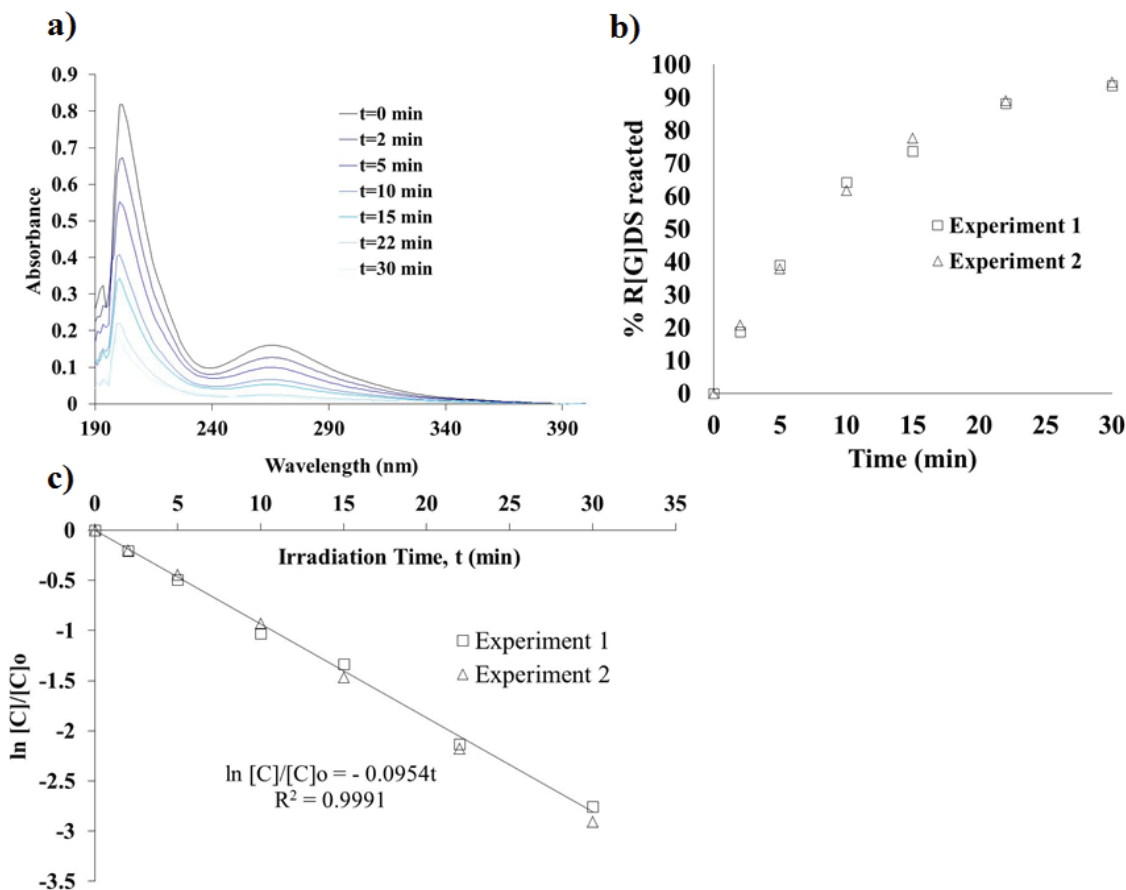 a)
0.9
0.8
0.7
0.6
0.5
0.4
0.3
0.2
0.1
0
Absorbance
190 240 290 340 390
Wavelength (nm)
t=0 min
t=2 min
t=5 min
t=10 min
t=15 min
t=22 min
t=30 min
b)
100
90
80
70
60
50
40
30
20
10
0
% R[G]DS reacted
0 5 10 15 20 25 30
Time (min)
Experiment 1
Experiment 2
c)
0 5 10 15 20 25 30 35
Irradiation Time, t (min)
0
-0.5
-1
-1.5
-2
-2.5
-3
-3.5
ln [C]/[C]o
Experiment 1
Experiment 2
ln [C]/[C]o = - 0.0954t
R² = 0.9991